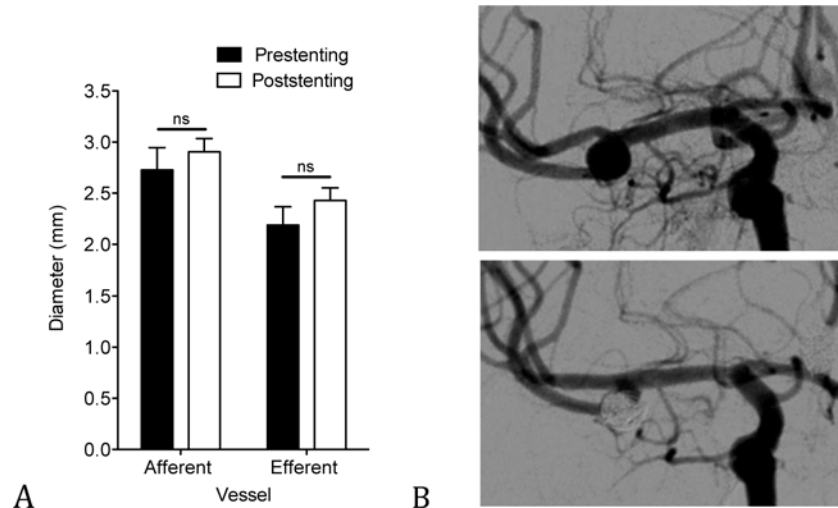 Prestenting
Poststenting
3.5
3.0
2.5
2.0
1.5
1.0
0.5
0.0
Diameter (mm)
ns
ns
Afferent
Efferent
Vessel
A
B